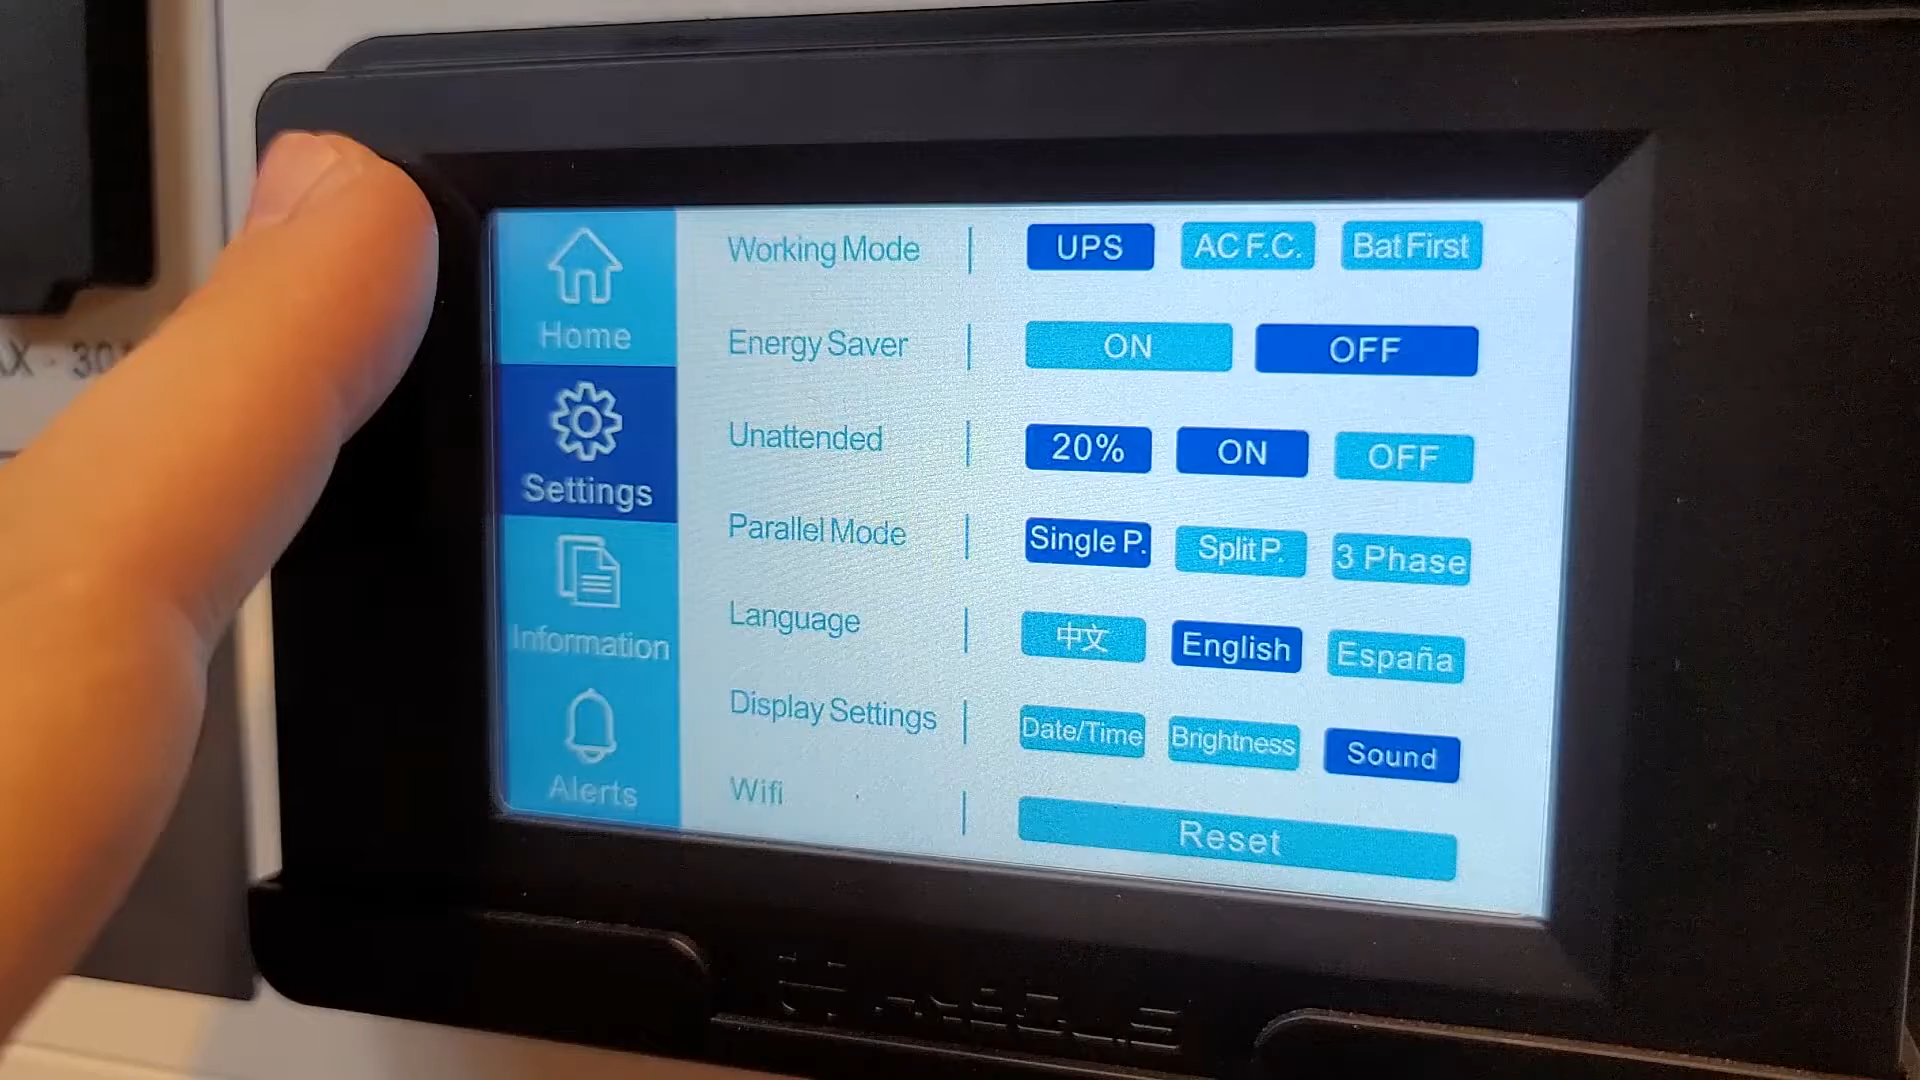 Home
Settings
Information
Alerts
Working Mode | UPS AC F.C. Bat First
Energy Saver | ON OFF
Unattended | 20% ON OFF
Parallel Mode | Single P. Split P. 3 Phase
Language | 中文 English España
Display Settings | Date/Time Brightness Sound
Wifi | Reset